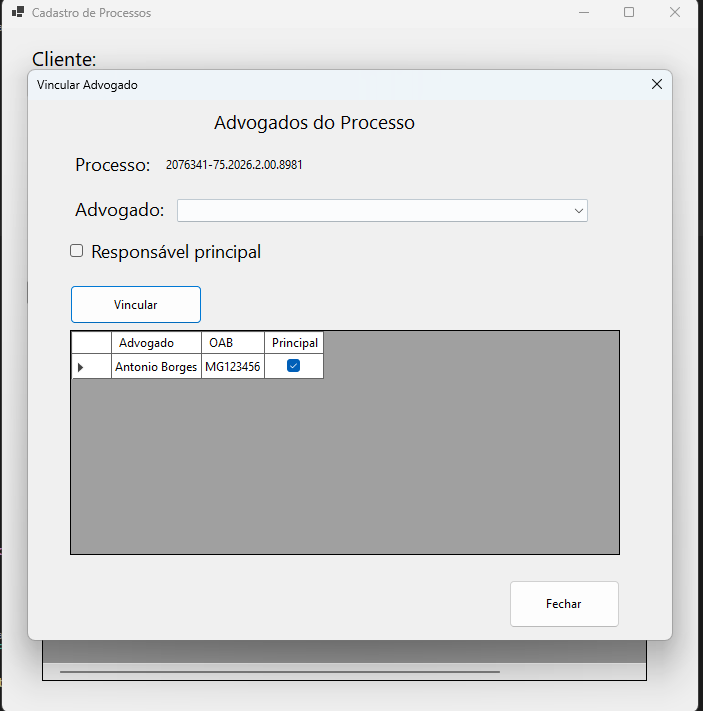 Cadastro de Processos
Cliente:
Vincular Advogado
Advogados do Processo
Processo: 2076341-75.2026.2.00.8981
Advogado:
Responsável principal
Vincular
Advogado OAB Principal
Antonio Borges MG123456
Fechar